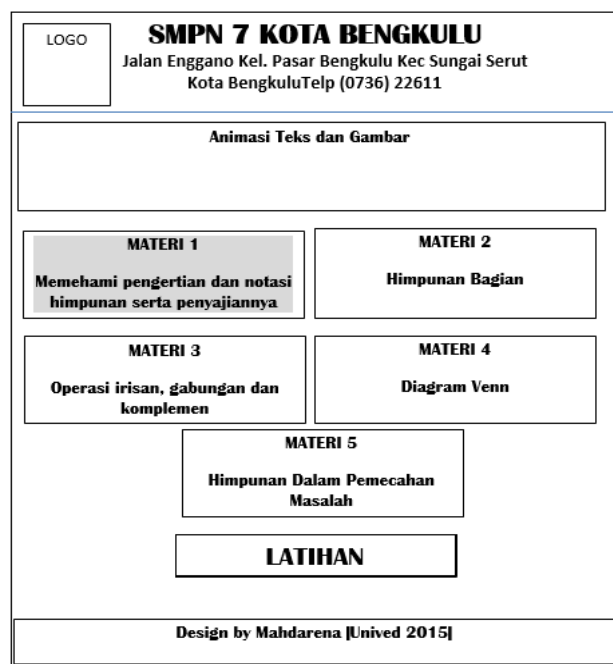 LOGO
SMPN 7 KOTA BENGKULU
Jalan Enggano Kel. Pasar Bengkulu Kec Sungai Serut
Kota BengkuluTelp (0736) 22611
Animasi Teks dan Gambar
MATERI 1
Memehami pengertian dan notasi
himpunan serta penyajiannya
MATERI 2
Himpunan Bagian
MATERI 3
Operasi irisan, gabungan dan
komplemen
MATERI 4
Diagram Venn
MATERI 5
Himpunan Dalam Pemecahan
Masalah
LATIHAN
Design by Mahdarena |Unived 2015|